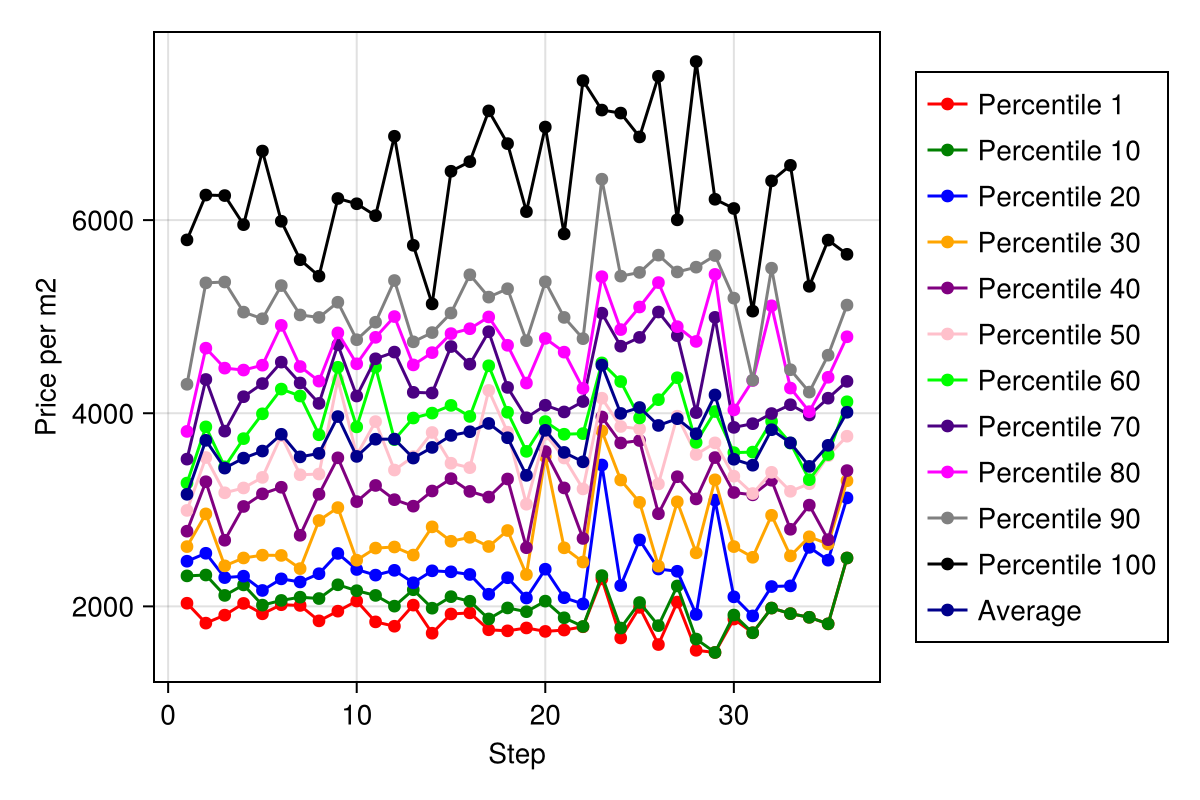 Price per m2
6000
4000
2000
0
10
20
30
Step
Percentile 1
Percentile 10
Percentile 20
Percentile 30
Percentile 40
Percentile 50
Percentile 60
Percentile 70
Percentile 80
Percentile 90
Percentile 100
Average